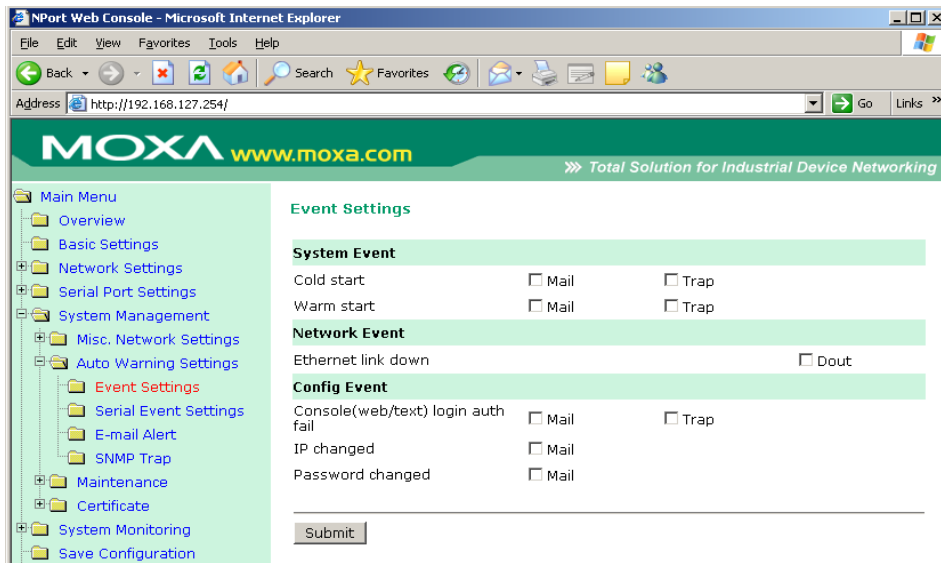 NPort Web Console - Microsoft Internet Explorer
File Edit View Favorites Tools Help
Back Search Favorites
Address http://192.168.127.254/ Go Links »
MOXA www.moxa.com
Total Solution for Industrial Device Networking
Main Menu
Overview
Basic Settings
Network Settings
Serial Port Settings
System Management
Misc. Network Settings
Auto Warning Settings
Event Settings
Serial Event Settings
E-mail Alert
SNMP Trap
Maintenance
Certificate
System Monitoring
Save Configuration
Event Settings
System Event
Cold start Mail Trap
Warm start Mail Trap
Network Event
Ethernet link down Dout
Config Event
Console(web/text) login auth
fail Mail Trap
IP changed Mail
Password changed Mail
Submit